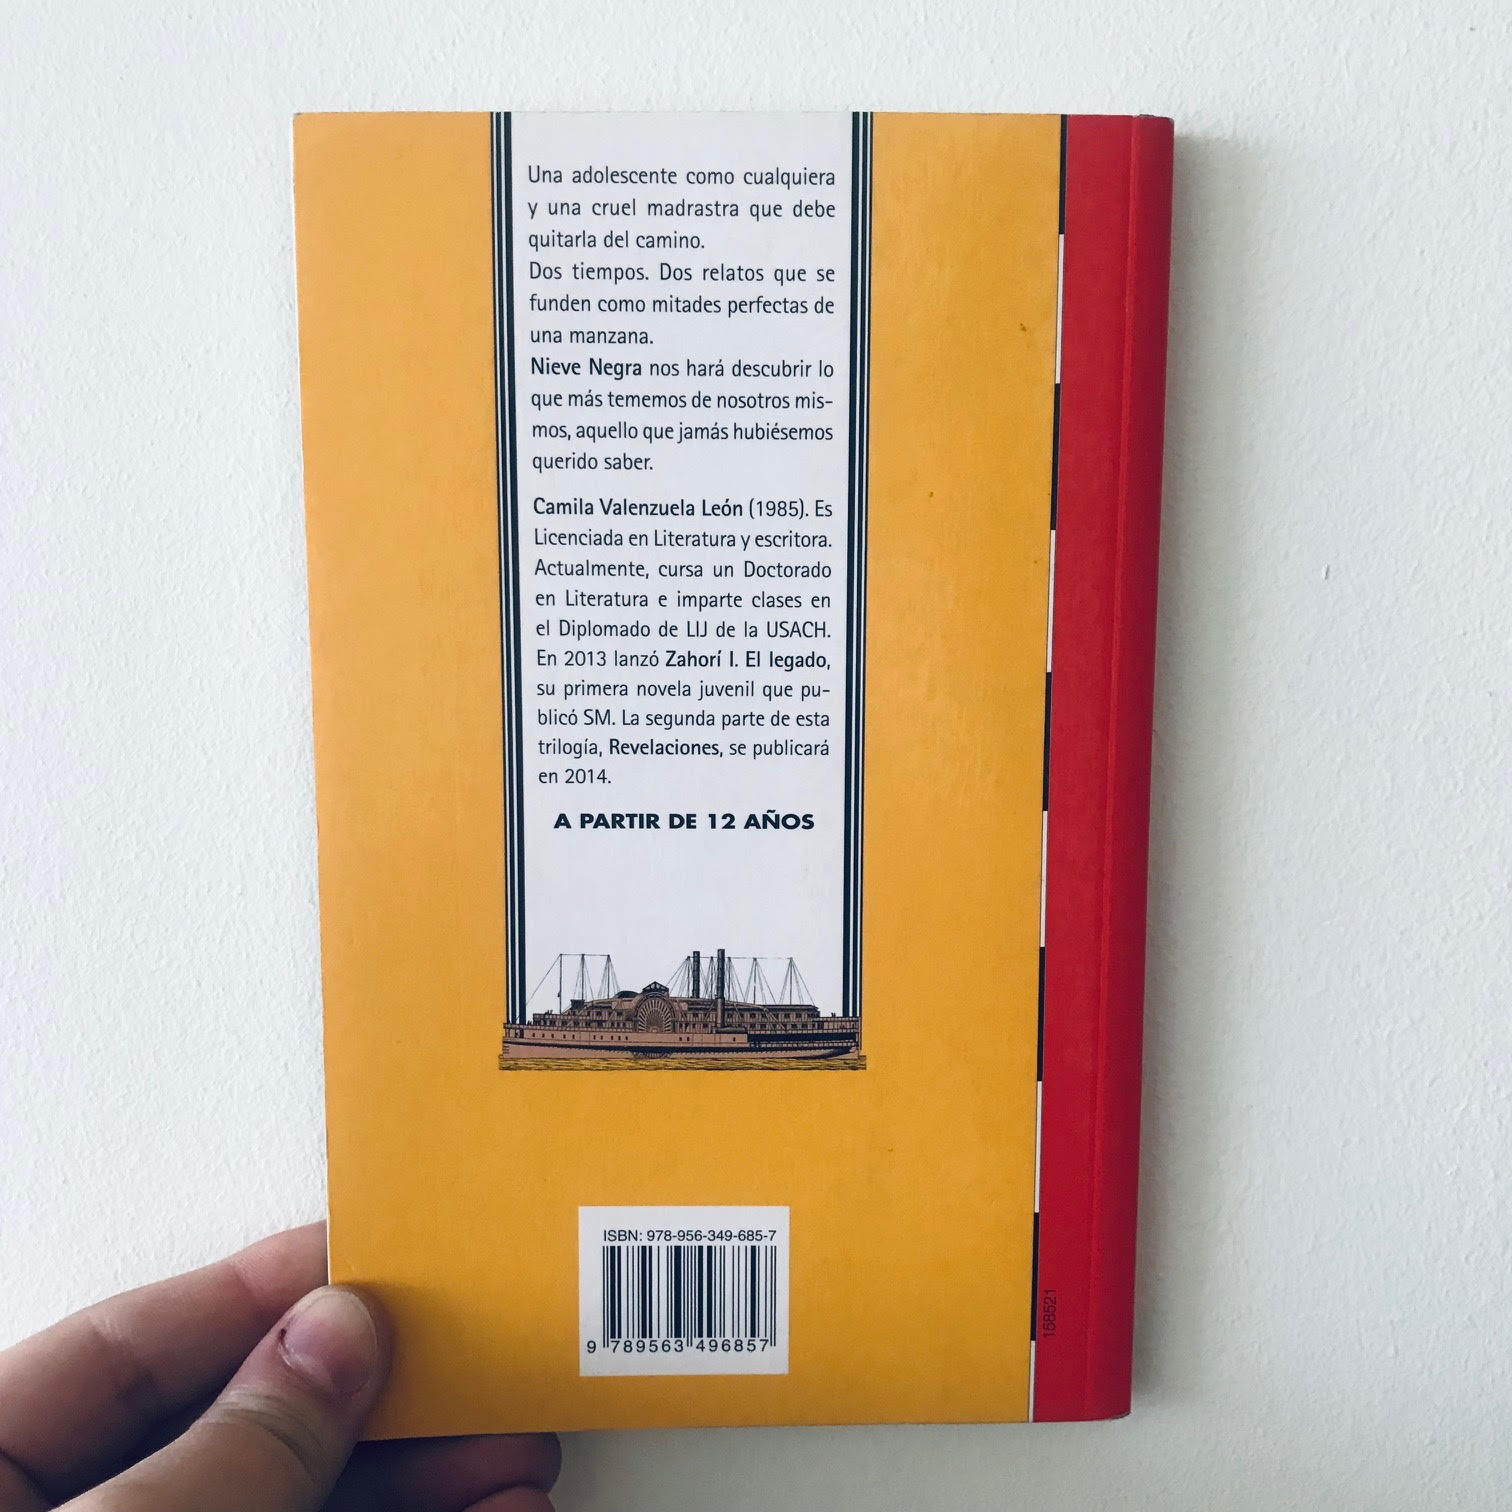 Una adolescente como cualquiera
y una cruel madrastra que debe
quitarla del camino.
Dos tiempos. Dos relatos que se
funden como mitades perfectas de
una manzana.
Nieve Negra nos hará descubrir lo
que más tememos de nosotros mis-
mos, aquello que jamás hubiésemos
querido saber.
Camila Valenzuela León (1985). Es
Licenciada en Literatura y escritora.
Actualmente, cursa un Doctorado
en Literatura e imparte clases en
el Diplomado de LIJ de la USACH.
En 2013 lanzó Zahorí I. El legado,
su primera novela juvenil que pu-
blicó SM. La segunda parte de esta
trilogía, Revelaciones, se publicará
en 2014.
A PARTIR DE 12 AÑOS
ISBN: 978-956-349-685-7
9 789563 496857
158521